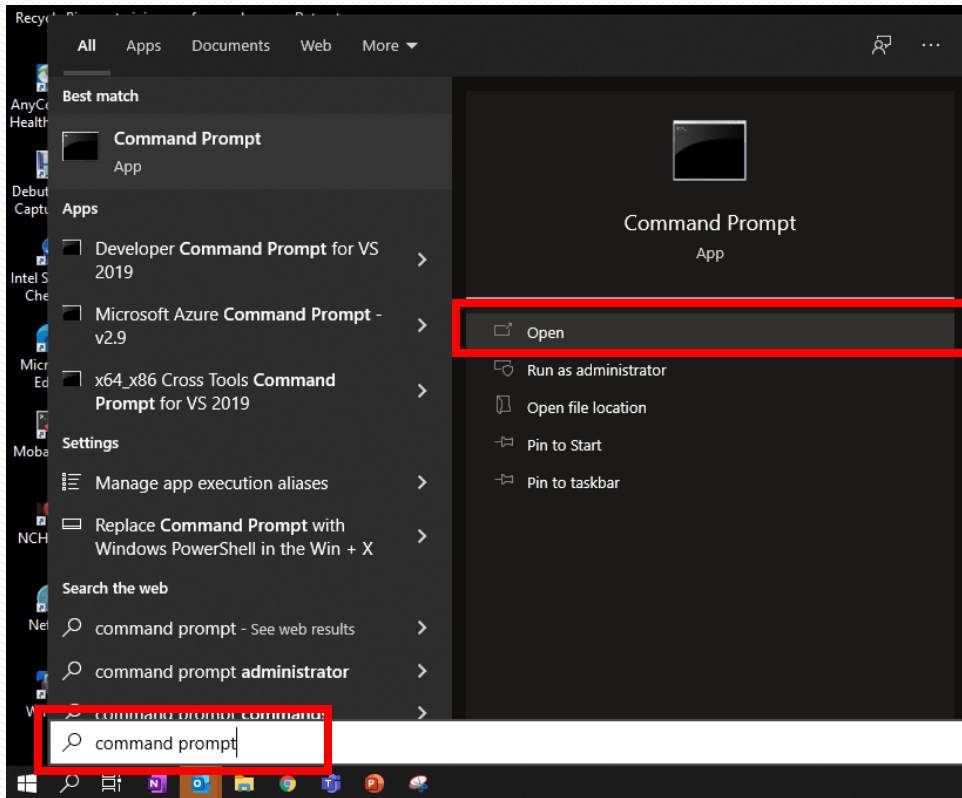 All Apps Documents Web More
Best match
Command Prompt
App
Apps
Developer Command Prompt for VS
2019
Microsoft Azure Command Prompt -
v2.9
x64_x86 Cross Tools Command
Prompt for VS 2019
Settings
Manage app execution aliases
Replace Command Prompt with
Windows PowerShell in the Win + X
Search the web
command prompt - See web results
command prompt administrator
command prompt commands
command prompt
Command Prompt
App
Open
Run as administrator
Open file location
Pin to Start
Pin to taskbar